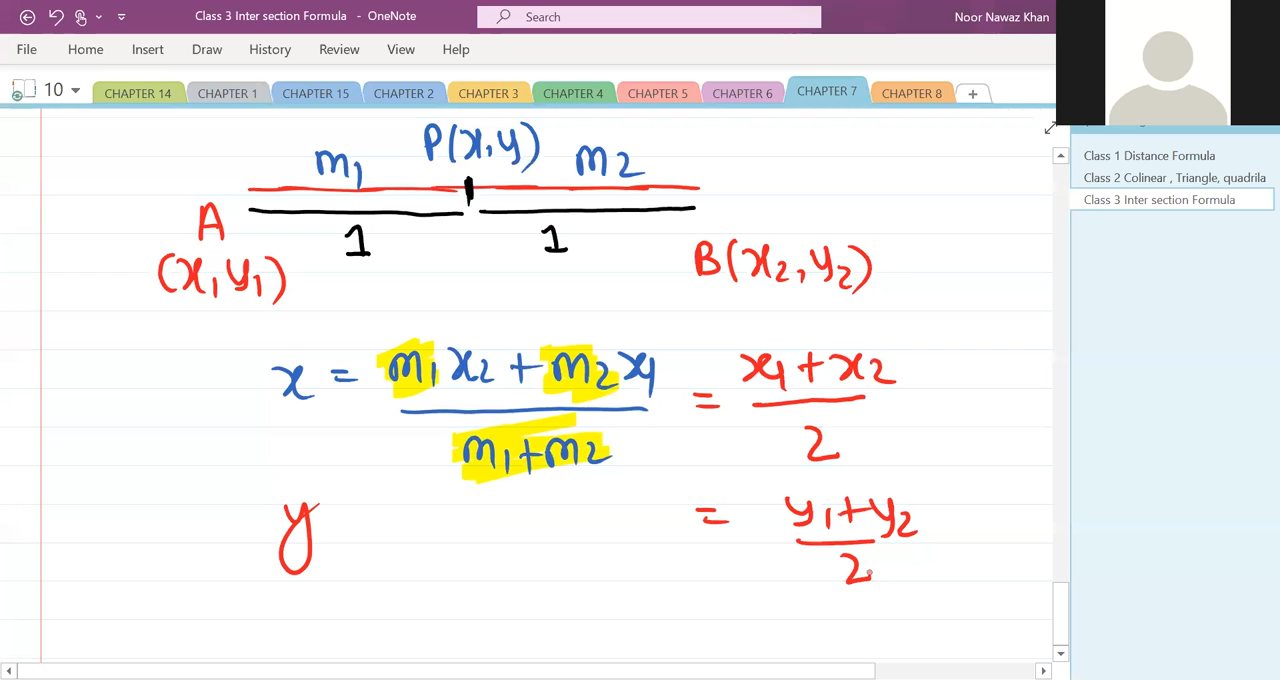 Class 3 Inter section Formula - OneNote
Search
Noor Nawaz Khan
File Home Insert Draw History Review View Help
10 CHAPTER 14 CHAPTER 1 CHAPTER 15 CHAPTER 2 CHAPTER 3 CHAPTER 4 CHAPTER 5 CHAPTER 6 CHAPTER 7 CHAPTER 8 +
Class 1 Distance Formula
Class 2 Colinear , Triangle, quadrila
Class 3 Inter section Formula
m1 P(x,y) m2
A 1 1
(x1 y1) B(x2, y2)
x = m1x2 + m2x1 = x1 + x2
m1+m2 2
y = y1+y2
2